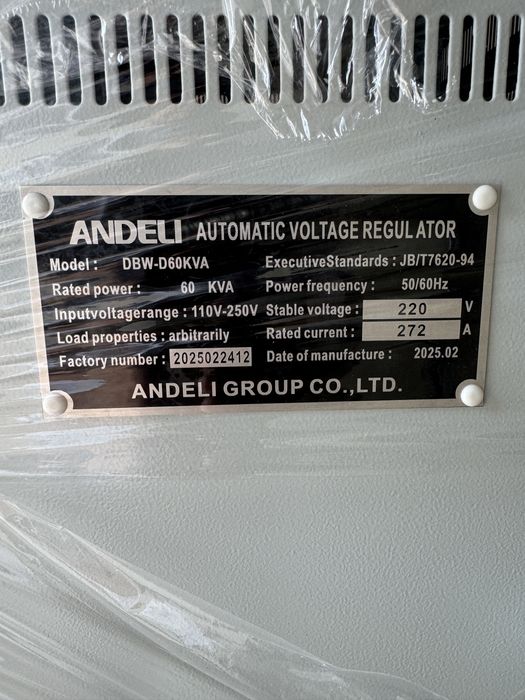 ANDELI AUTOMATIC VOLTAGE REGULATOR
Model : DBW-D60KVA ExecutiveStandards : JB/T7620-94
Rated power : 60 KVA Power frequency : 50/60Hz
Inputvoltagerange : 110V-250V Stable voltage : 220 V
Load properties : arbitrarily Rated current : 272 A
Factory number : 2025022412 Date of manufacture : 2025.02
ANDELI GROUP CO.,LTD.